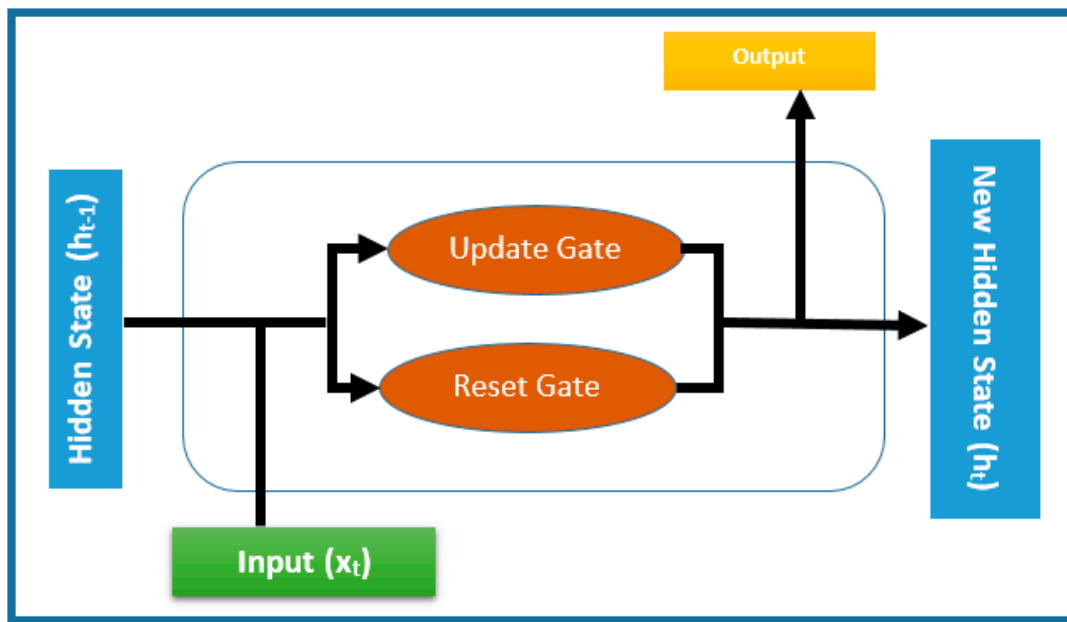 Output
Hidden State (hₜ₋₁)
Update Gate
Reset Gate
New Hidden State (hₜ)
Input (xₜ)